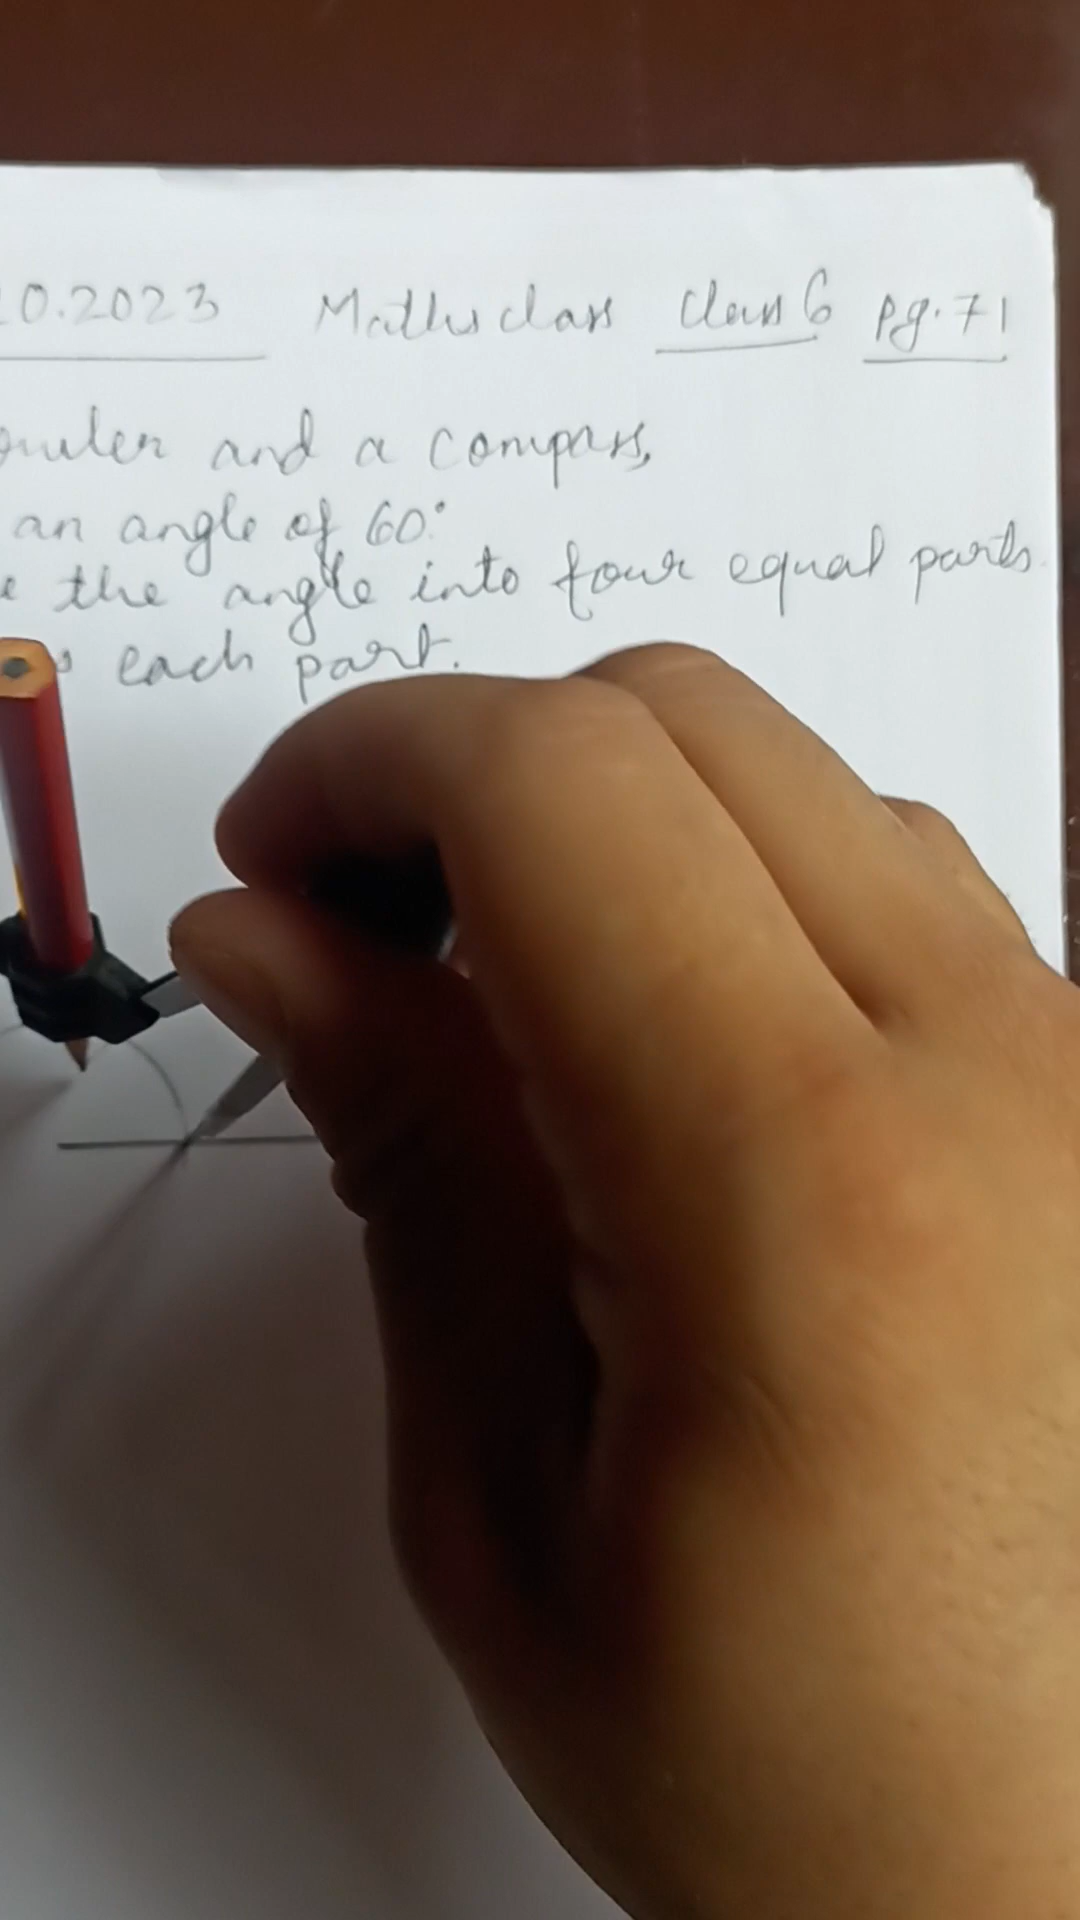 10.2023 Maths class Class 6 pg. 71
ruler and a compass,
an angle of 60°
the angle into four equal parts.
each part.